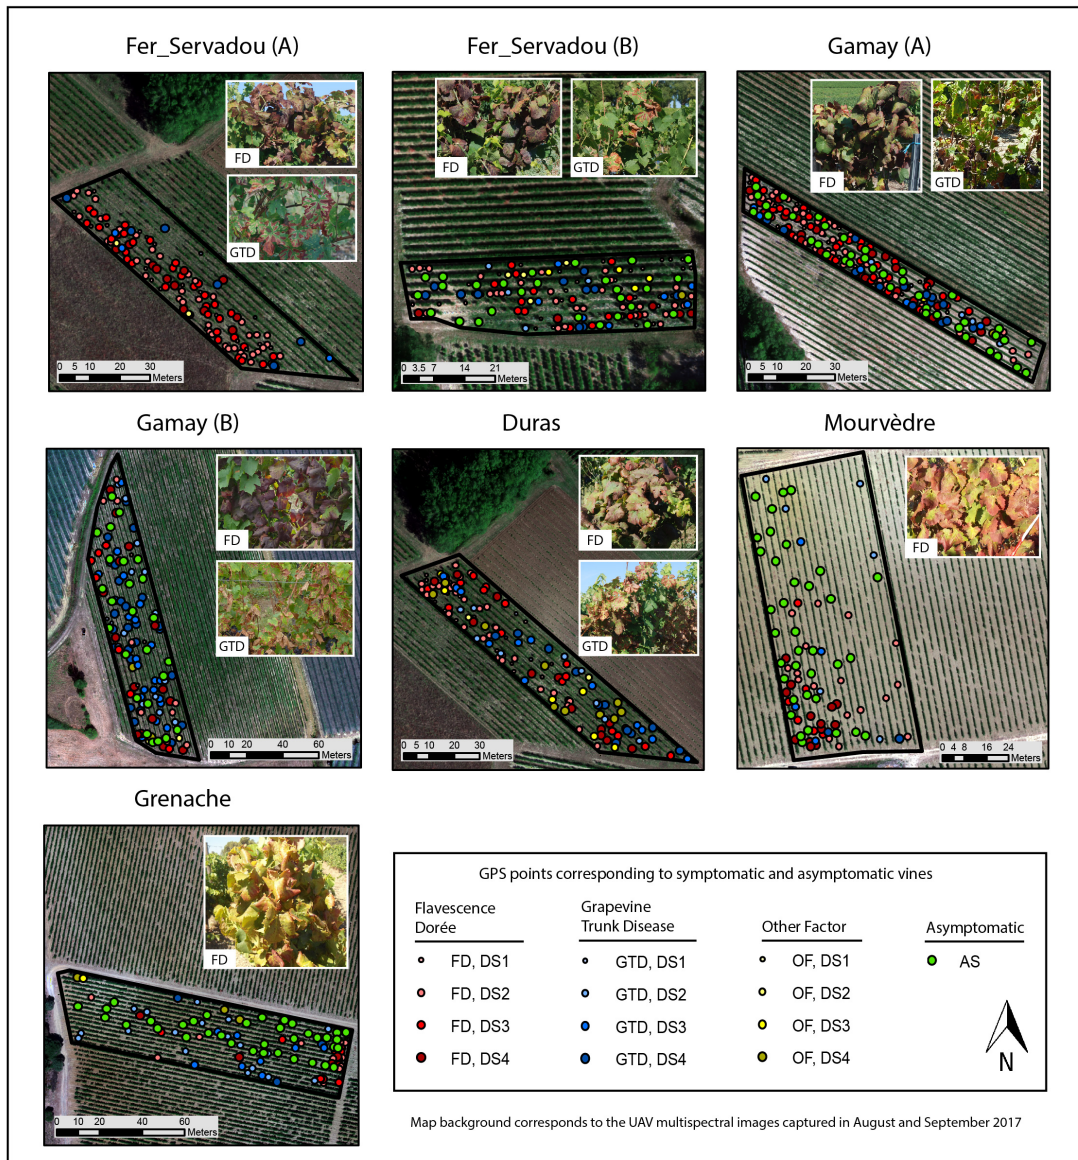 Fer_Servadou (A)
Fer_Servadou (B)
Gamay (A)
FD
GTD
0 5 10 20 30
Meters
FD
GTD
0 3.5 7 14 21
Meters
FD
GTD
0 5 10 20 30
Meters
Gamay (B)
Duras
Mourvèdre
FD
GTD
0 10 20 40 60
Meters
FD
GTD
0 5 10 20 30
Meters
FD
0 4 8 16 24
Meters
Grenache
FD
0 10 20 40 60
Meters
GPS points corresponding to symptomatic and asymptomatic vines
Flavescence
Dorée
FD, DS1
FD, DS2
FD, DS3
FD, DS4
Grapevine
Trunk Disease
GTD, DS1
GTD, DS2
GTD, DS3
GTD, DS4
Other Factor
OF, DS1
OF, DS2
OF, DS3
OF, DS4
Asymptomatic
AS
N
Map background corresponds to the UAV multispectral images captured in August and September 2017